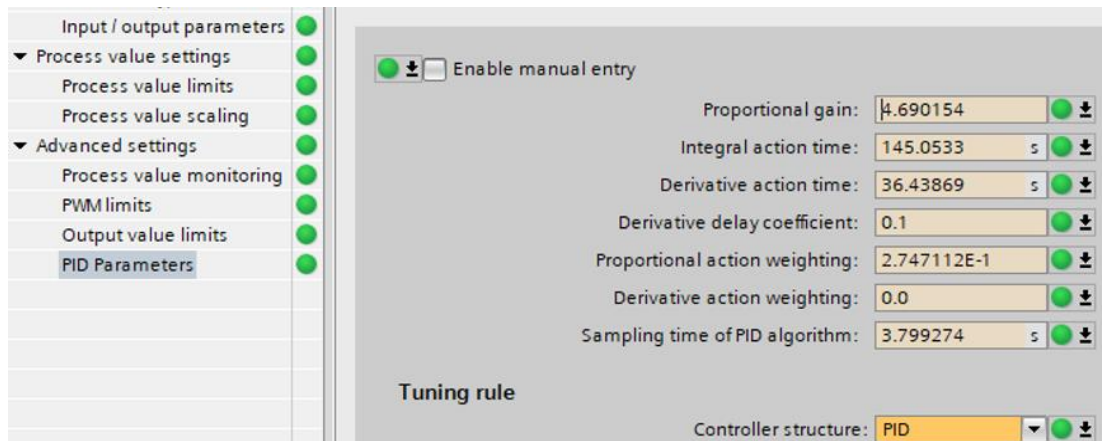 Input / output parameters
Process value settings
Process value limits
Process value scaling
Advanced settings
Process value monitoring
PWM limits
Output value limits
PID Parameters
Enable manual entry
Proportional gain: 4.690154
Integral action time: 145.0533 s
Derivative action time: 36.43869 s
Derivative delay coefficient: 0.1
Proportional action weighting: 2.747112E-1
Derivative action weighting: 0.0
Sampling time of PID algorithm: 3.799274 s
Tuning rule
Controller structure: PID